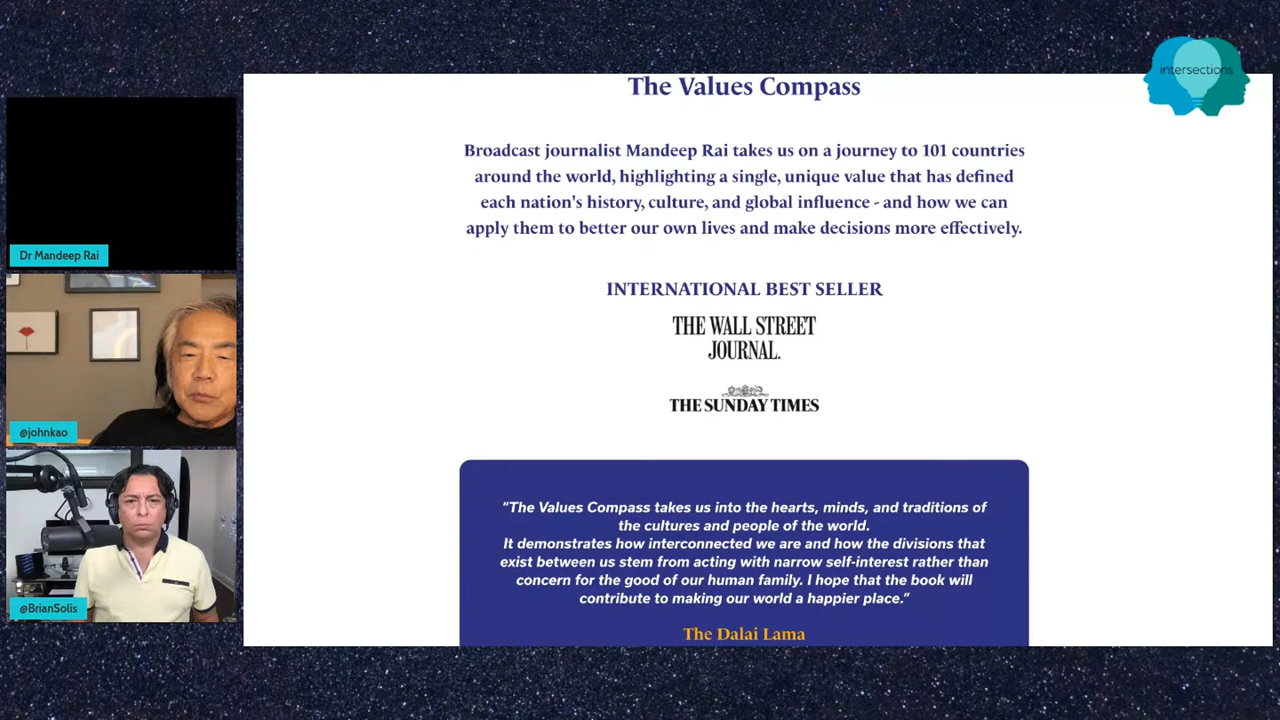 intersections
The Values Compass
Broadcast journalist Mandeep Rai takes us on a journey to 101 countries
around the world, highlighting a single, unique value that has defined
each nation's history, culture, and global influence - and how we can
apply them to better our own lives and make decisions more effectively.
INTERNATIONAL BEST SELLER
THE WALL STREET
JOURNAL.
THE SUNDAY TIMES
"The Values Compass takes us into the hearts, minds, and traditions of
the cultures and people of the world.
It demonstrates how interconnected we are and how the divisions that
exist between us stem from acting with narrow self-interest rather than
concern for the good of our human family. I hope that the book will
contribute to making our world a happier place."
The Dalai Lama
Dr Mandeep Rai
@johnkao
@BrianSolis